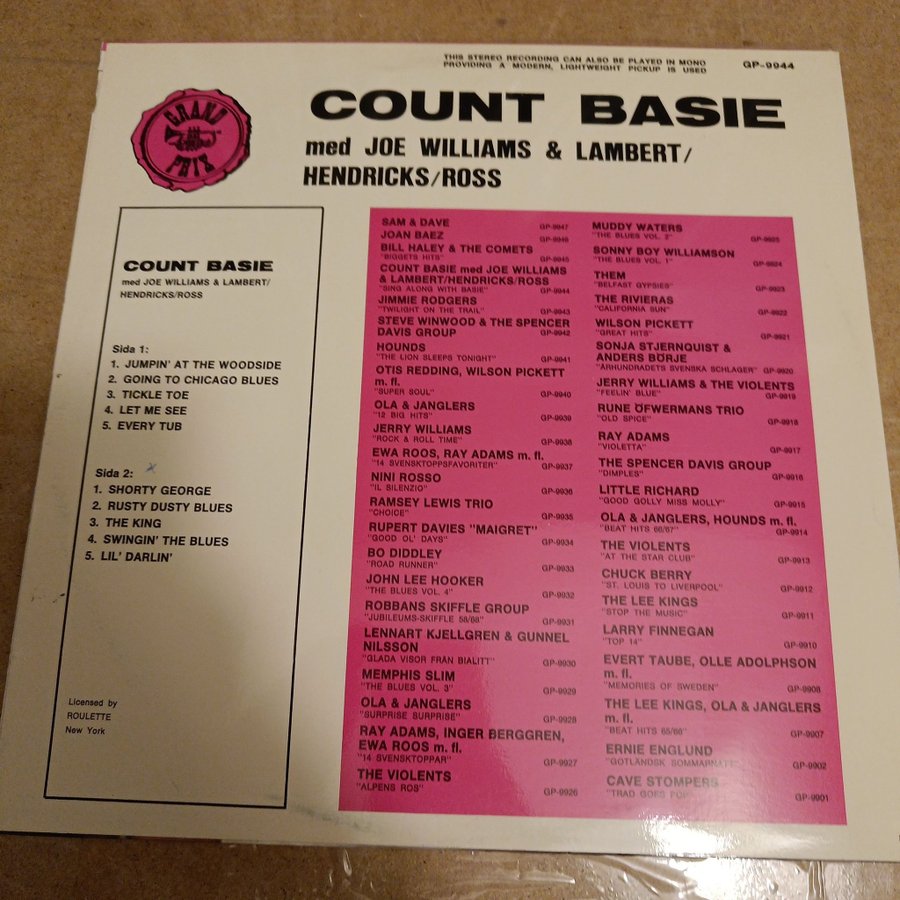 THIS STEREO RECORDING CAN ALSO BE PLAYED IN MONO
PROVIDING A MODERN, LIGHTWEIGHT PICKUP IS USED
GP-9944
GRAND
PRIX
COUNT BASIE
med JOE WILLIAMS & LAMBERT/
HENDRICKS/ROSS
COUNT BASIE
med JOE WILLIAMS & LAMBERT/
HENDRICKS/ROSS
Sida 1:
1. JUMPIN' AT THE WOODSIDE
2. GOING TO CHICAGO BLUES
3. TICKLE TOE
4. LET ME SEE
5. EVERY TUB
Sida 2:
1. SHORTY GEORGE
2. RUSTY DUSTY BLUES
3. THE KING
4. SWINGIN' THE BLUES
5. LIL' DARLIN'
Licensed by
ROULETTE
New York
SAM & DAVE GP-9947
JOAN BAEZ GP-9946
BILL HALEY & THE COMETS
"BIGGETS HITS" GP-9945
COUNT BASIE med JOE WILLIAMS
& LAMBERT/HENDRICKS/ROSS
"SING ALONG WITH BASIE" GP-9944
JIMMIE RODGERS
"TWILIGHT ON THE TRAIL" GP-9943
STEVE WINWOOD & THE SPENCER
DAVIS GROUP GP-9942
HOUNDS
"THE LION SLEEPS TONIGHT" GP-9941
OTIS REDDING, WILSON PICKETT
m. fl.
"SUPER SOUL" GP-9940
OLA & JANGLERS
"12 BIG HITS" GP-9939
JERRY WILLIAMS
"ROCK & ROLL TIME" GP-9938
EWA ROOS, RAY ADAMS m. fl.
"14 SVENSKTOPPSFAVORITER" GP-9937
NINI ROSSO
"IL SILENZIO" GP-9936
RAMSEY LEWIS TRIO
"CHOICE" GP-9935
RUPERT DAVIES "MAIGRET"
"GOOD OL' DAYS" GP-9934
BO DIDDLEY
"ROAD RUNNER" GP-9933
JOHN LEE HOOKER
"THE BLUES VOL. 4" GP-9932
ROBBANS SKIFFLE GROUP
"JUBILEUMS-SKIFFLE 58/68" GP-9931
LENNART KJELLGREN & GUNNEL
NILSSON
"GLADA VISOR FRÅN BIALITT" GP-9930
MEMPHIS SLIM
"THE BLUES VOL. 3" GP-9929
OLA & JANGLERS
"SURPRISE SURPRISE" GP-9928
RAY ADAMS, INGER BERGGREN,
EWA ROOS m. fl.
"14 SVENSKTOPPAR" GP-9927
THE VIOLENTS
"ALPENS ROS" GP-9926
MUDDY WATERS
"THE BLUES VOL. 2" GP-9925
SONNY BOY WILLIAMSON
"THE BLUES VOL. 1" GP-9924
THEM
"BELFAST GYPSIES" GP-9923
THE RIVIERAS
"CALIFORNIA SUN" GP-9922
WILSON PICKETT
"GREAT HITS" GP-9921
SONJA STJERNQUIST &
ANDERS BÖRJE
"ÅRHUNDRADETS SVENSKA SCHLAGER" GP-9920
JERRY WILLIAMS & THE VIOLENTS
"FEELIN' BLUE" GP-9919
RUNE ÖFWERMANS TRIO
"OLD SPICE" GP-9918
RAY ADAMS
"VIOLETTA" GP-9917
THE SPENCER DAVIS GROUP
"DIMPLES" GP-9916
LITTLE RICHARD
"GOOD GOLLY MISS MOLLY" GP-9915
OLA & JANGLERS, HOUNDS m. fl.
"BEAT HITS 66/67" GP-9914
THE VIOLENTS
"AT THE STAR CLUB" GP-9913
CHUCK BERRY
"ST. LOUIS TO LIVERPOOL" GP-9912
THE LEE KINGS
"STOP THE MUSIC" GP-9911
LARRY FINNEGAN
"TOP 14" GP-9910
EVERT TAUBE, OLLE ADOLPHSON
m. fl.
"MEMORIES OF SWEDEN" GP-9908
THE LEE KINGS, OLA & JANGLERS
m. fl.
"BEAT HITS 65/66" GP-9907
ERNIE ENGLUND
"GOTLÄNDSK SOMMARNATT" GP-9902
CAVE STOMPERS
"TRAD GOES POP" GP-9901